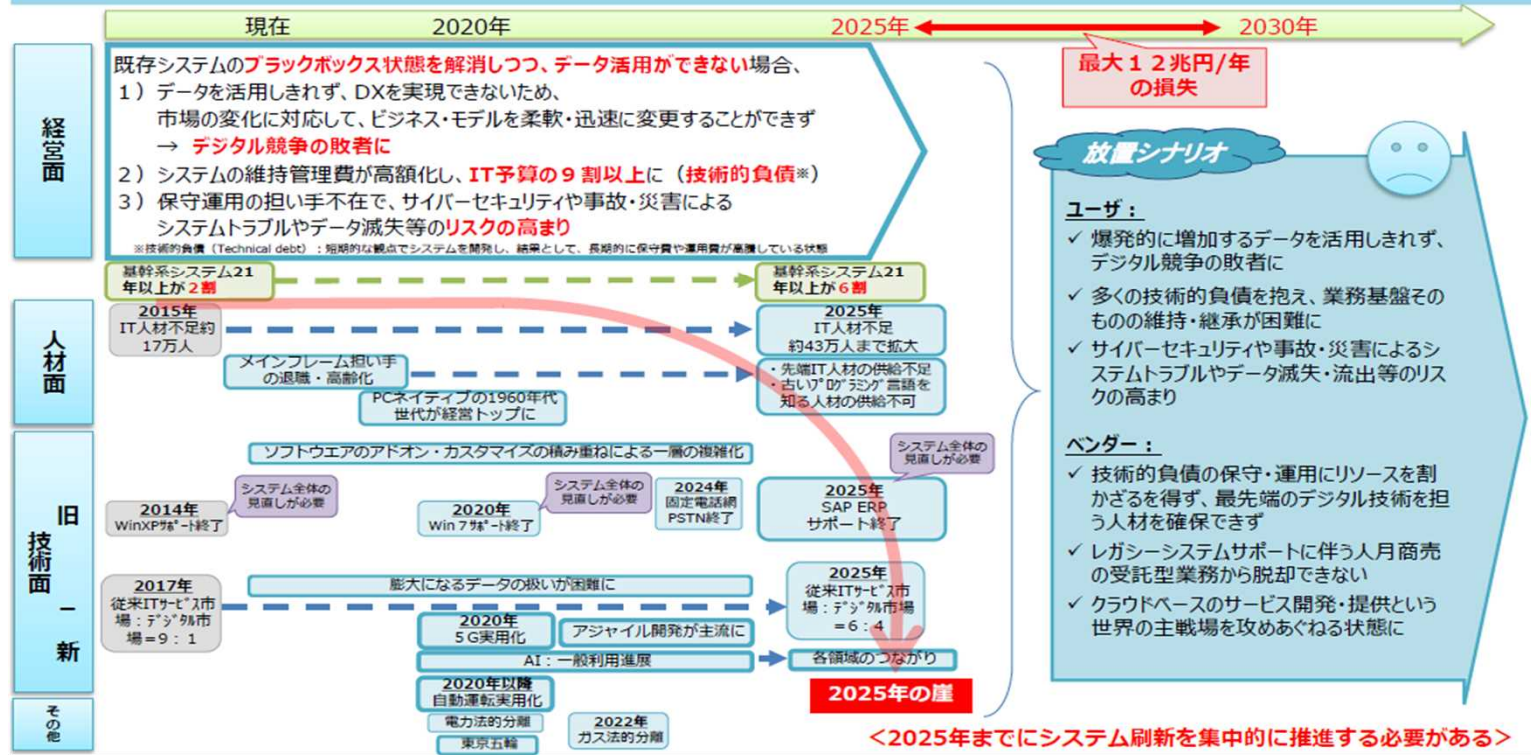 現在
2020年
2025年
2030年
最大１２兆円/年
の損失
経営面
既存システムのブラックボックス状態を解消しつつ、データ活用ができない場合、
１）データを活用しきれず、DXを実現できないため、
市場の変化に対応して、ビジネス・モデルを柔軟・迅速に変更することができず
→ デジタル競争の敗者に
２）システムの維持管理費が高額化し、IT予算の９割以上に（技術的負債※）
３）保守運用の担い手不在で、サイバーセキュリティや事故・災害による
システムトラブルやデータ滅失等のリスクの高まり
※技術的負債（Technical debt）：短期的な観点でシステムを開発し、結果として、長期的に保守費や運用費が高騰している状態
基幹系システム21
年以上が２割
基幹系システム21
年以上が６割
人材面
2015年
IT人材不足約
17万人
2025年
IT人材不足
約43万人まで拡大
メインフレーム担い手
の退職・高齢化
・先端IT人材の供給不足
・古いﾌﾟﾛｸﾞﾗﾐﾝｸﾞ言語を
知る人材の供給不可
PCネイティブの1960年代
世代が経営トップに
技術面
旧
－
新
ソフトウエアのアドオン・カスタマイズの積み重ねによる一層の複雑化
システム全体の
見直しが必要
2014年
WinXPｻﾎﾟｰﾄ終了
システム全体の
見直しが必要
2020年
Win７ｻﾎﾟｰﾄ終了
システム全体の
見直しが必要
2024年
固定電話網
PSTN終了
2025年
SAP ERP
サポート終了
システム全体の
見直しが必要
2017年
従来ITｻｰﾋﾞｽ市
場：ﾃﾞｼﾞﾀﾙ市
場＝９：１
膨大になるデータの扱いが困難に
2025年
従来ITｻｰﾋﾞｽ市
場：ﾃﾞｼﾞﾀﾙ市場
＝６：４
2020年
５G実用化
アジャイル開発が主流に
AI：一般利用進展
各領域のつながり
2020年以降
自動運転実用化
2025年の崖
その他
電力法的分離
東京五輪
2022年
ガス法的分離
放置シナリオ
ユーザ：
✓ 爆発的に増加するデータを活用しきれず、
デジタル競争の敗者に
✓ 多くの技術的負債を抱え、業務基盤その
ものの維持・継承が困難に
✓ サイバーセキュリティや事故・災害によるシ
ステムトラブルやデータ滅失・流出等のリス
クの高まり
ベンダー：
✓ 技術的負債の保守・運用にリソースを割
かざるを得ず、最先端のデジタル技術を担
う人材を確保できず
✓ レガシーシステムサポートに伴う人月商売
の受託型業務から脱却できない
✓ クラウドベースのサービス開発・提供という
世界の主戦場を攻めあぐねる状態に
＜2025年までにシステム刷新を集中的に推進する必要がある＞